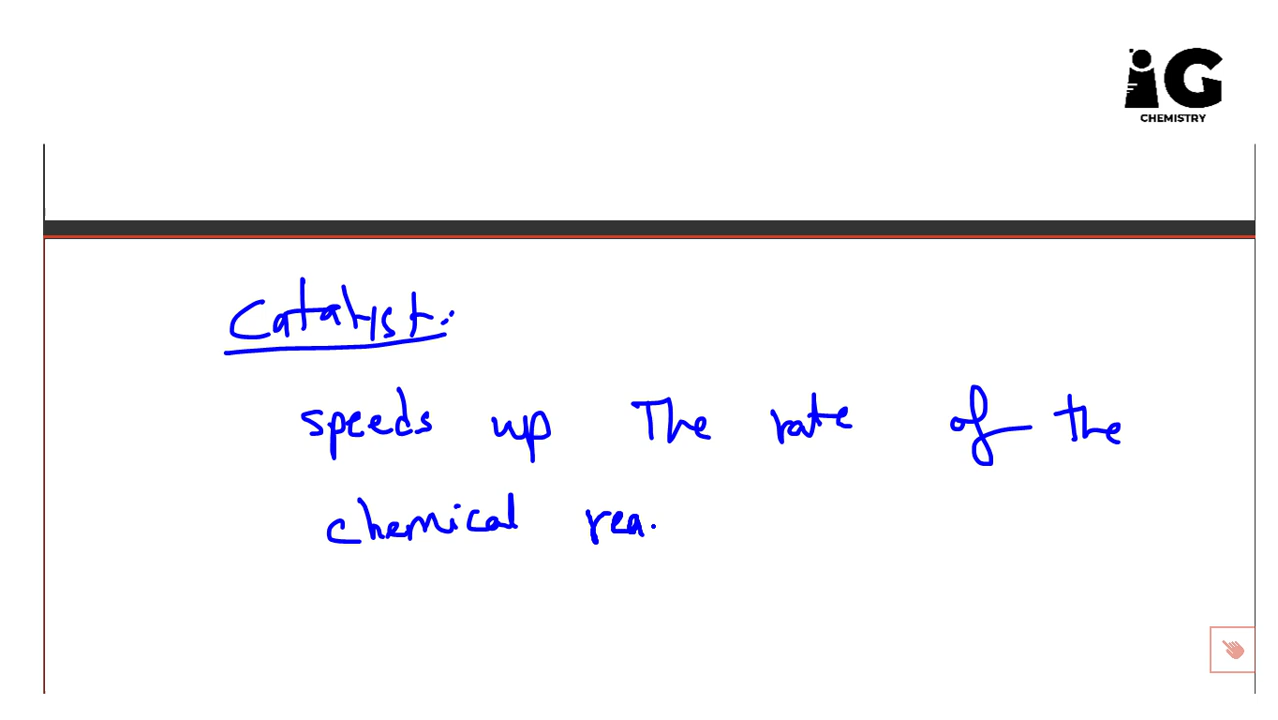 iG
CHEMISTRY
Catalyst:
speeds up The rate of the
chemical rea.